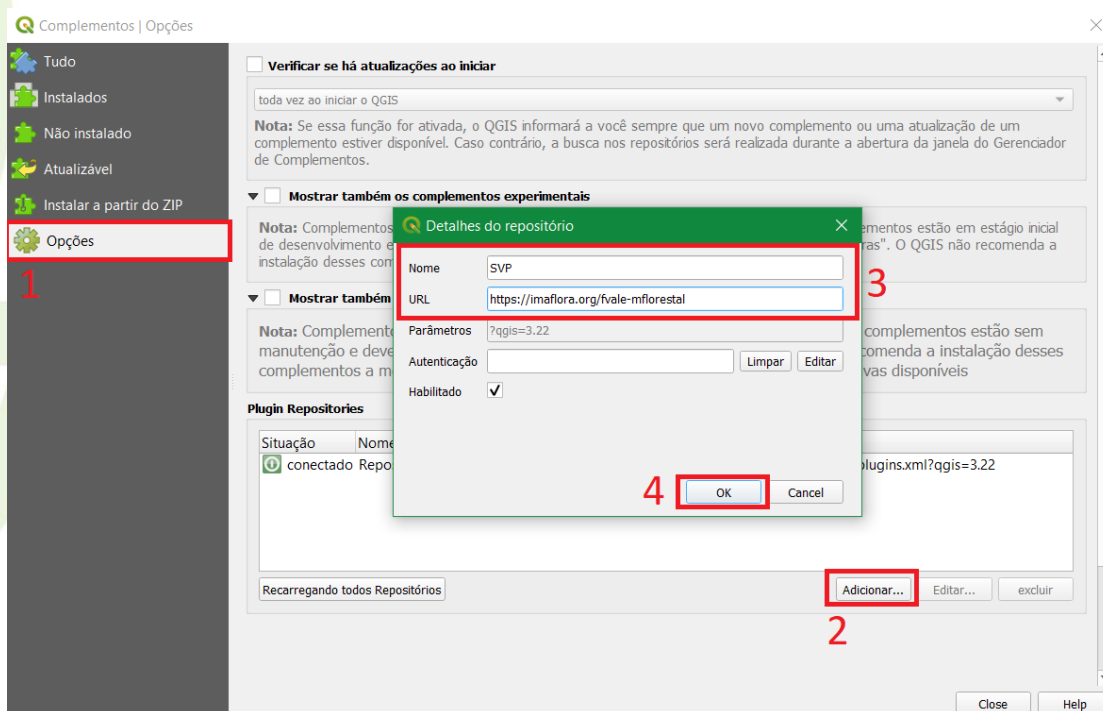 Complementos | Opções
Tudo
Instalados
Não instalado
Atualizável
Instalar a partir do ZIP
Opções
1
Verificar se há atualizações ao iniciar
toda vez ao iniciar o QGIS
Nota: Se essa função for ativada, o QGIS informará a você sempre que um novo complemento ou uma atualização de um
complemento estiver disponível. Caso contrário, a busca nos repositórios será realizada durante a abertura da janela do Gerenciador
de Complementos.
Mostrar também os complementos experimentais
Nota: Complementos ementos estão em estágio inicial
de desenvolvimento e ras". O QGIS não recomenda a
instalação desses com
Mostrar também
Nota: Complemento complementos estão sem
manutenção e deve comenda a instalação desses
complementos a m vas disponíveis
Detalhes do repositório
Nome SVP
URL https://imaflora.org/fvale-mflorestal
3
Parâmetros ?qgis=3.22
Autenticação Limpar Editar
Habilitado
4 OK Cancel
Plugin Repositories
Situação Nome
conectado Repo lugins.xml?qgis=3.22
Recarregando todos Repositórios Adicionar... Editar... excluir
2
Close Help